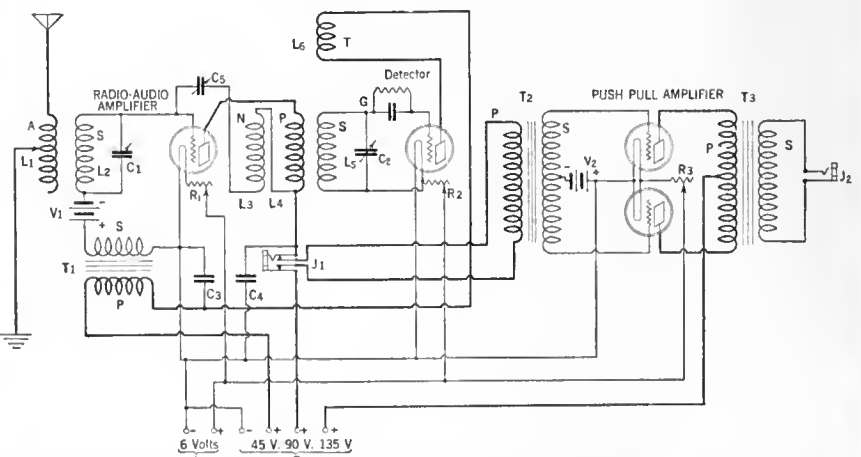 L6 T
Detector
C5
RADIO-AUDIO AMPLIFIER
PUSH PULL AMPLIFIER
T2 T3
A S N P G S P S P S
L1 L2 C1 L5 C2 V2 R3 J2
R1 L3 L4 R2
V1
- +
- +
S
T1
P
C3 C4 J1
- + - + + +
6 Volts 45 V. 90 V. 135 V